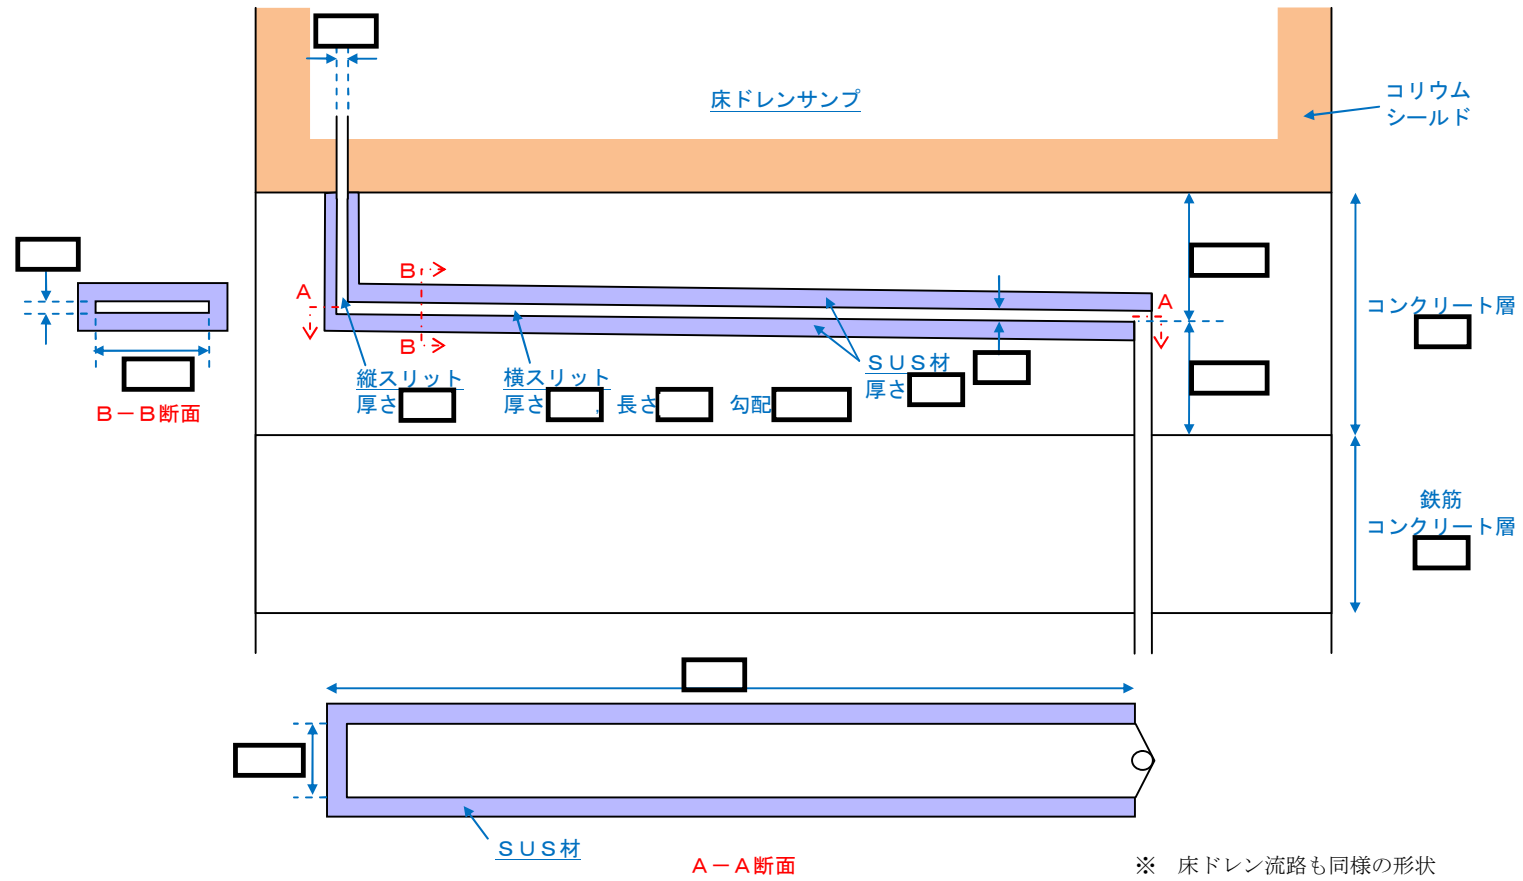 床ドレンサンプ
コリウム
シールド
B
A
A
コンクリート層
B
縦スリット
厚さ
横スリット
厚さ , 長さ 勾配
SUS材
厚さ
B-B断面
鉄筋
コンクリート層
SUS材
A-A断面
※ 床ドレン流路も同様の形状